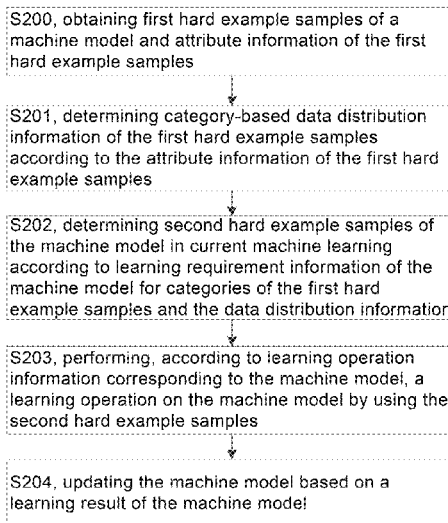 S200, obtaining first hard example samples of a
machine model and attribute information of the first
hard example samples
S201, determining category-based data distribution
information of the first hard example samples
according to the attribute information of the first hard
example samples
S202, determining second hard example samples of
the machine model in current machine learning
according to learning requirement information of the
machine model for categories of the first hard
example samples and the data distribution information
S203, performing, according to learning operation
information corresponding to the machine model, a
learning operation on the machine model by using the
second hard example samples
S204, updating the machine model based on a
learning result of the machine model